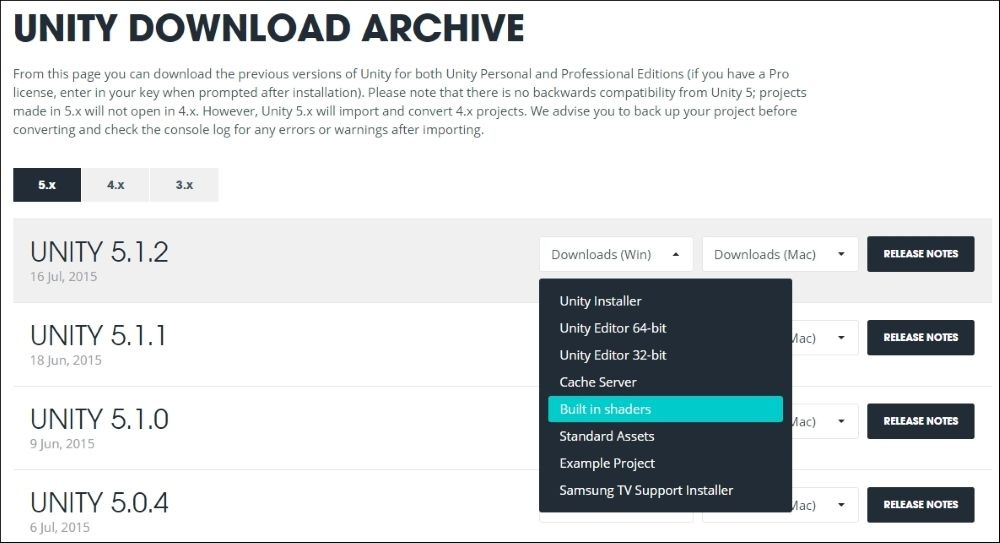 UNITY DOWNLOAD ARCHIVE
From this page you can download the previous versions of Unity for both Unity Personal and Professional Editions (if you have a Pro
license, enter in your key when prompted after installation). Please note that there is no backwards compatibility from Unity 5; projects
made in 5.x will not open in 4.x. However, Unity 5.x will import and convert 4.x projects. We advise you to back up your project before
converting and check the console log for any errors or warnings after importing.
5.x 4.x 3.x
UNITY 5.1.2
16 Jul, 2015
Downloads (Win) Downloads (Mac) RELEASE NOTES
Unity Installer
Unity Editor 64-bit
Unity Editor 32-bit
Cache Server
Built in shaders
Standard Assets
Example Project
Samsung TV Support Installer
UNITY 5.1.1
18 Jun, 2015
Mac) RELEASE NOTES
UNITY 5.1.0
9 Jun, 2015
Mac) RELEASE NOTES
UNITY 5.0.4
6 Jul, 2015
Mac) RELEASE NOTES